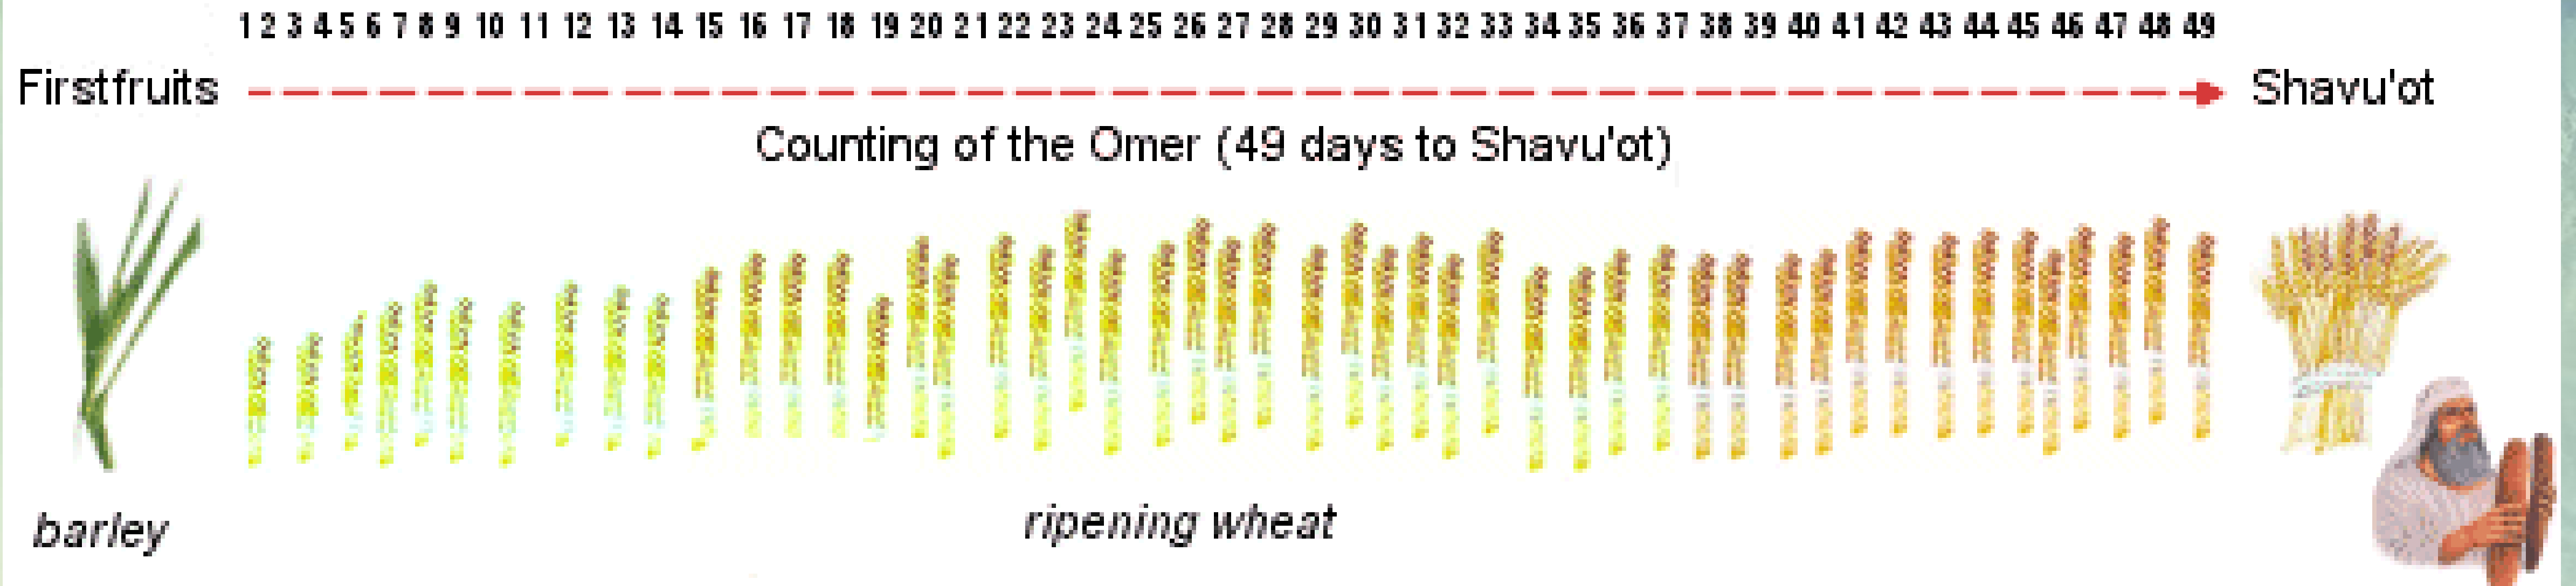 1 2 3 4 5 6 7 8 9 10 11 12 13 14 15 16 17 18 19 20 21 22 23 24 25 26 27 28 29 30 31 32 33 34 35 36 37 38 39 40 41 42 43 44 45 46 47 48 49
Firstfruits Shavu'ot
Counting of the Omer (49 days to Shavu'ot)
barley ripening wheat